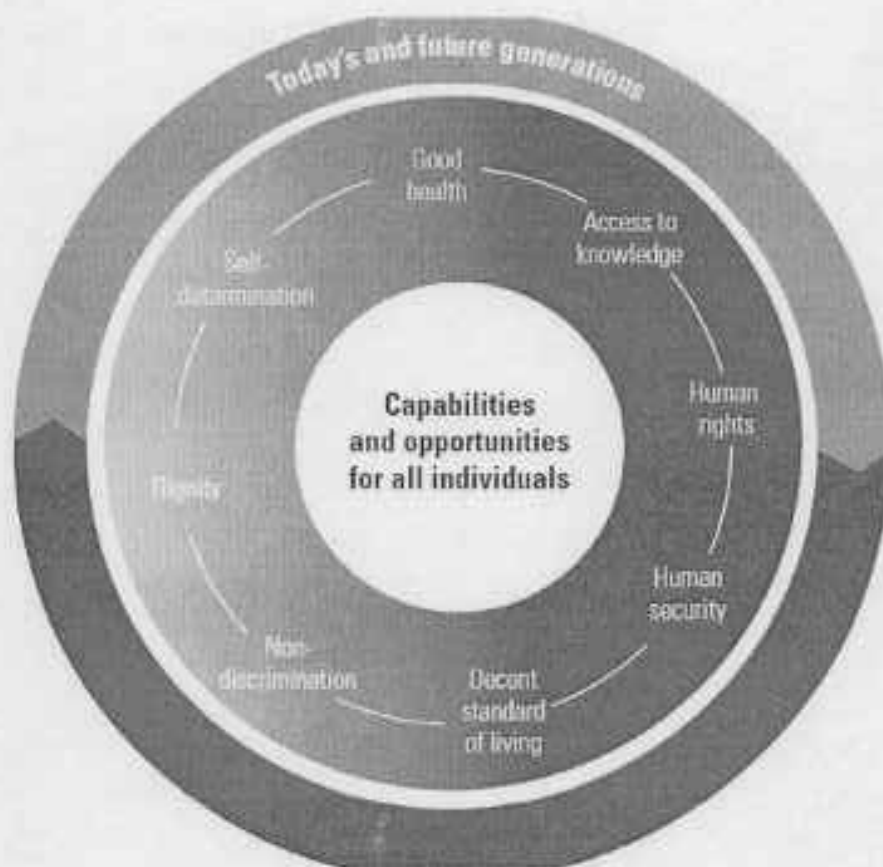 Today's and future generations
Good
health
Access to
knowledge
Human
rights
Human
security
Decent
standard
of living
Non-
discrimination
Dignity
Self-
determination
Capabilities
and opportunities
for all individuals